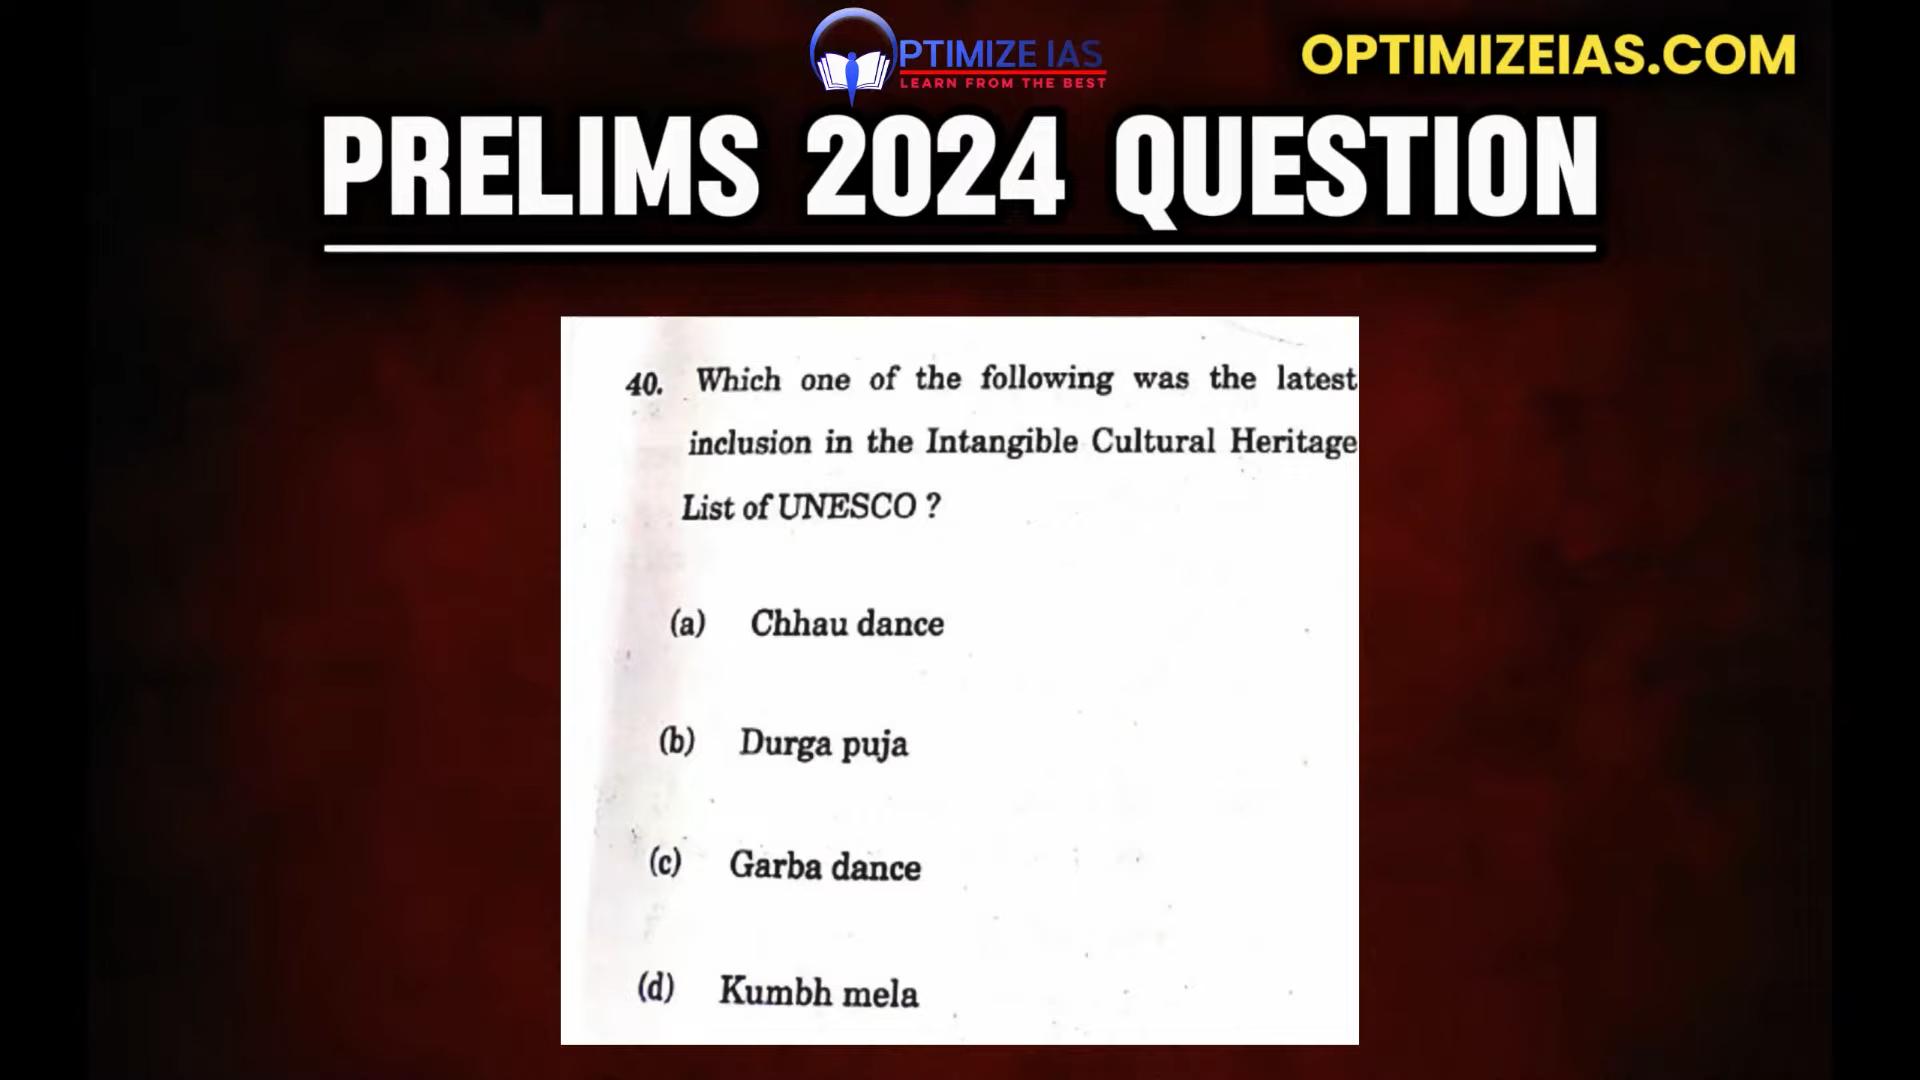 PTIMIZE IAS
LEARN FROM THE BEST
OPTIMIZEIAS.COM
PRELIMS 2024 QUESTION
40. Which one of the following was the latest
inclusion in the Intangible Cultural Heritage
List of UNESCO ?
(a) Chhau dance
(b) Durga puja
(c) Garba dance
(d) Kumbh mela